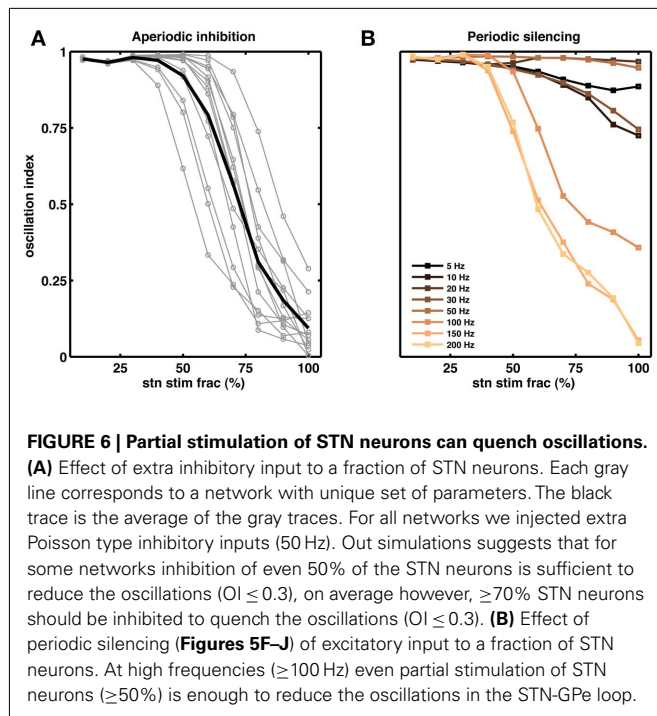 A
Aperiodic inhibition
1
0.75
0.5
0.25
0
oscillation index
25
50
75
100
stn stim frac (%)
B
Periodic silencing
5 Hz
10 Hz
20 Hz
30 Hz
50 Hz
100 Hz
150 Hz
200 Hz
25
50
75
100
stn stim frac (%)
FIGURE 6 | Partial stimulation of STN neurons can quench oscillations.
(A) Effect of extra inhibitory input to a fraction of STN neurons. Each gray
line corresponds to a network with unique set of parameters. The black
trace is the average of the gray traces. For all networks we injected extra
Poisson type inhibitory inputs (50 Hz). Out simulations suggests that for
some networks inhibition of even 50% of the STN neurons is sufficient to
reduce the oscillations (OI ≤ 0.3), on average however, ≥70% STN neurons
should be inhibited to quench the oscillations (OI ≤ 0.3). (B) Effect of
periodic silencing (Figures 5F–J) of excitatory input to a fraction of STN
neurons. At high frequencies (≥100 Hz) even partial stimulation of STN
neurons (≥50%) is enough to reduce the oscillations in the STN-GPe loop.